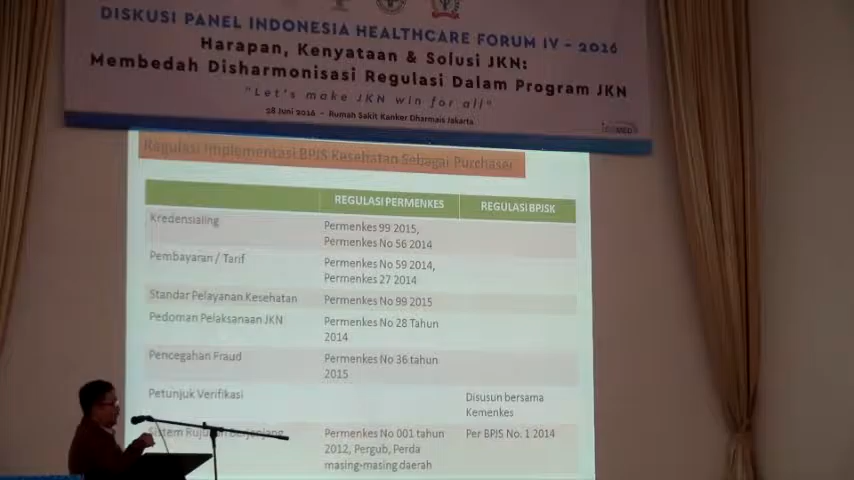 DISKUSI PANEL INDONESIA HEALTHCARE FORUM IV - 2016
Harapan, Kenyataan & Solusi JKN:
Membedah Disharmonisasi Regulasi Dalam Program JKN
"Let's make JKN win for all"
28 Juni 2016 - Rumah Sakit Kanker Dharmais Jakarta
Regulasi Implementasi BPJS Kesehatan Sebagai Purchaser
REGULASI PERMENKES REGULASI BPJSK
Kredensialing Permenkes 99 2015,
Permenkes No 56 2014
Pembayaran / Tarif Permenkes No 59 2014,
Permenkes 27 2014
Standar Pelayanan Kesehatan Permenkes No 99 2015
Pedoman Pelaksanaan JKN Permenkes No 28 Tahun
2014
Pencegahan Fraud Permenkes No 36 tahun
2015
Petunjuk Verifikasi Disusun bersama
Kemenkes
Sistem Rujukan Berjenjang Permenkes No 001 tahun Per BPJS No. 1 2014
2012, Pergub, Perda
masing-masing daerah